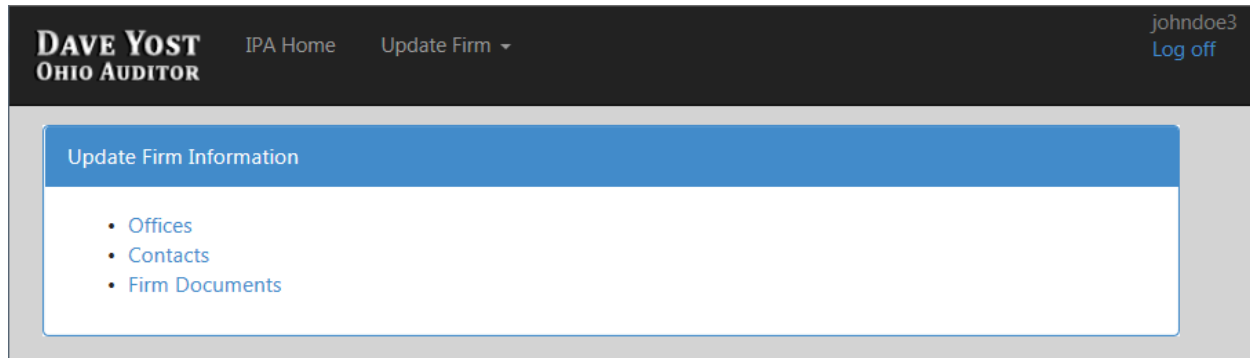 DAVE YOST
OHIO AUDITOR
IPA Home
Update Firm
johndoe3
Log off
Update Firm Information
• Offices
• Contacts
• Firm Documents